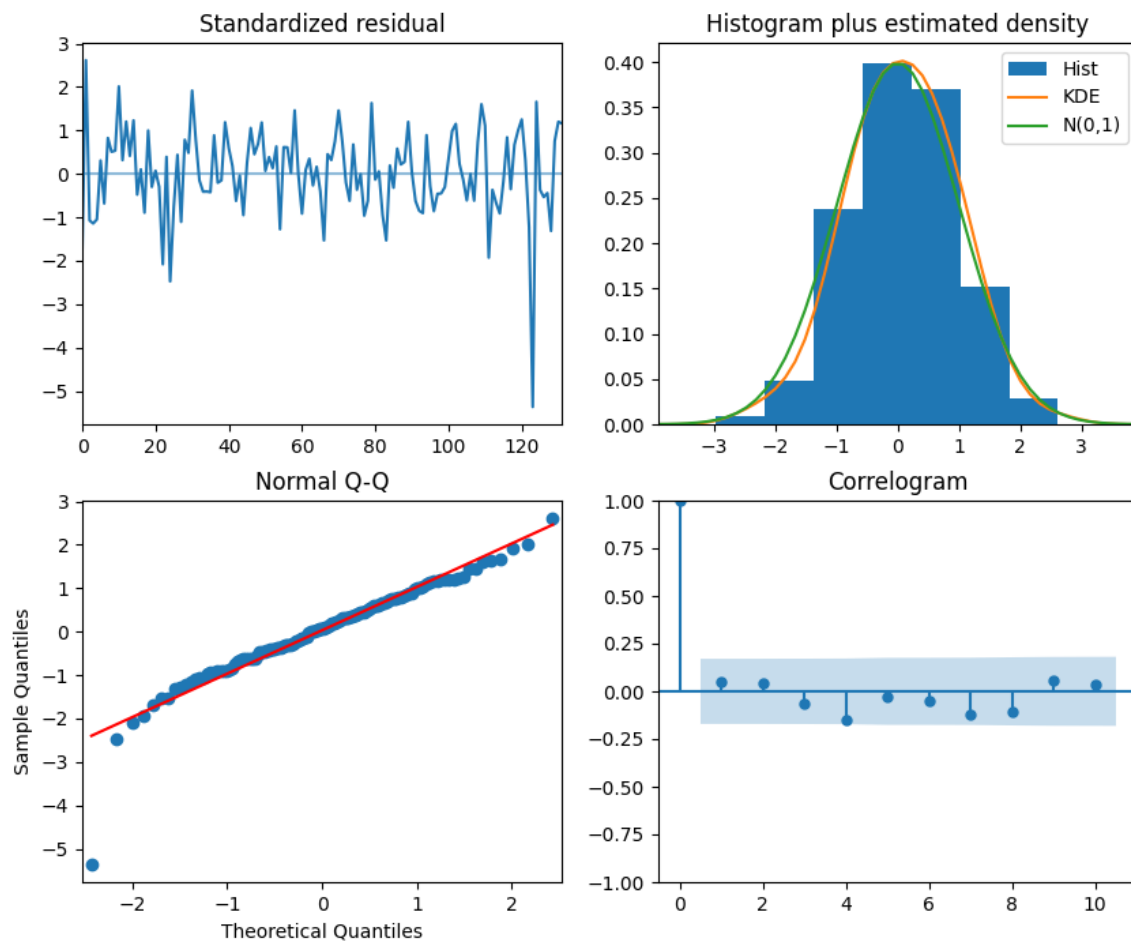 Standardized residual
3
2
1
0
−1
−2
−3
−4
−5
0 20 40 60 80 100 120
Histogram plus estimated density
0.40
0.35
0.30
0.25
0.20
0.15
0.10
0.05
0.00
Hist
KDE
N(0,1)
−3 −2 −1 0 1 2 3
Normal Q-Q
Sample Quantiles
3
2
1
0
−1
−2
−3
−4
−5
−2 −1 0 1 2
Theoretical Quantiles
Correlogram
1.00
0.75
0.50
0.25
0.00
−0.25
−0.50
−0.75
−1.00
0 2 4 6 8 10